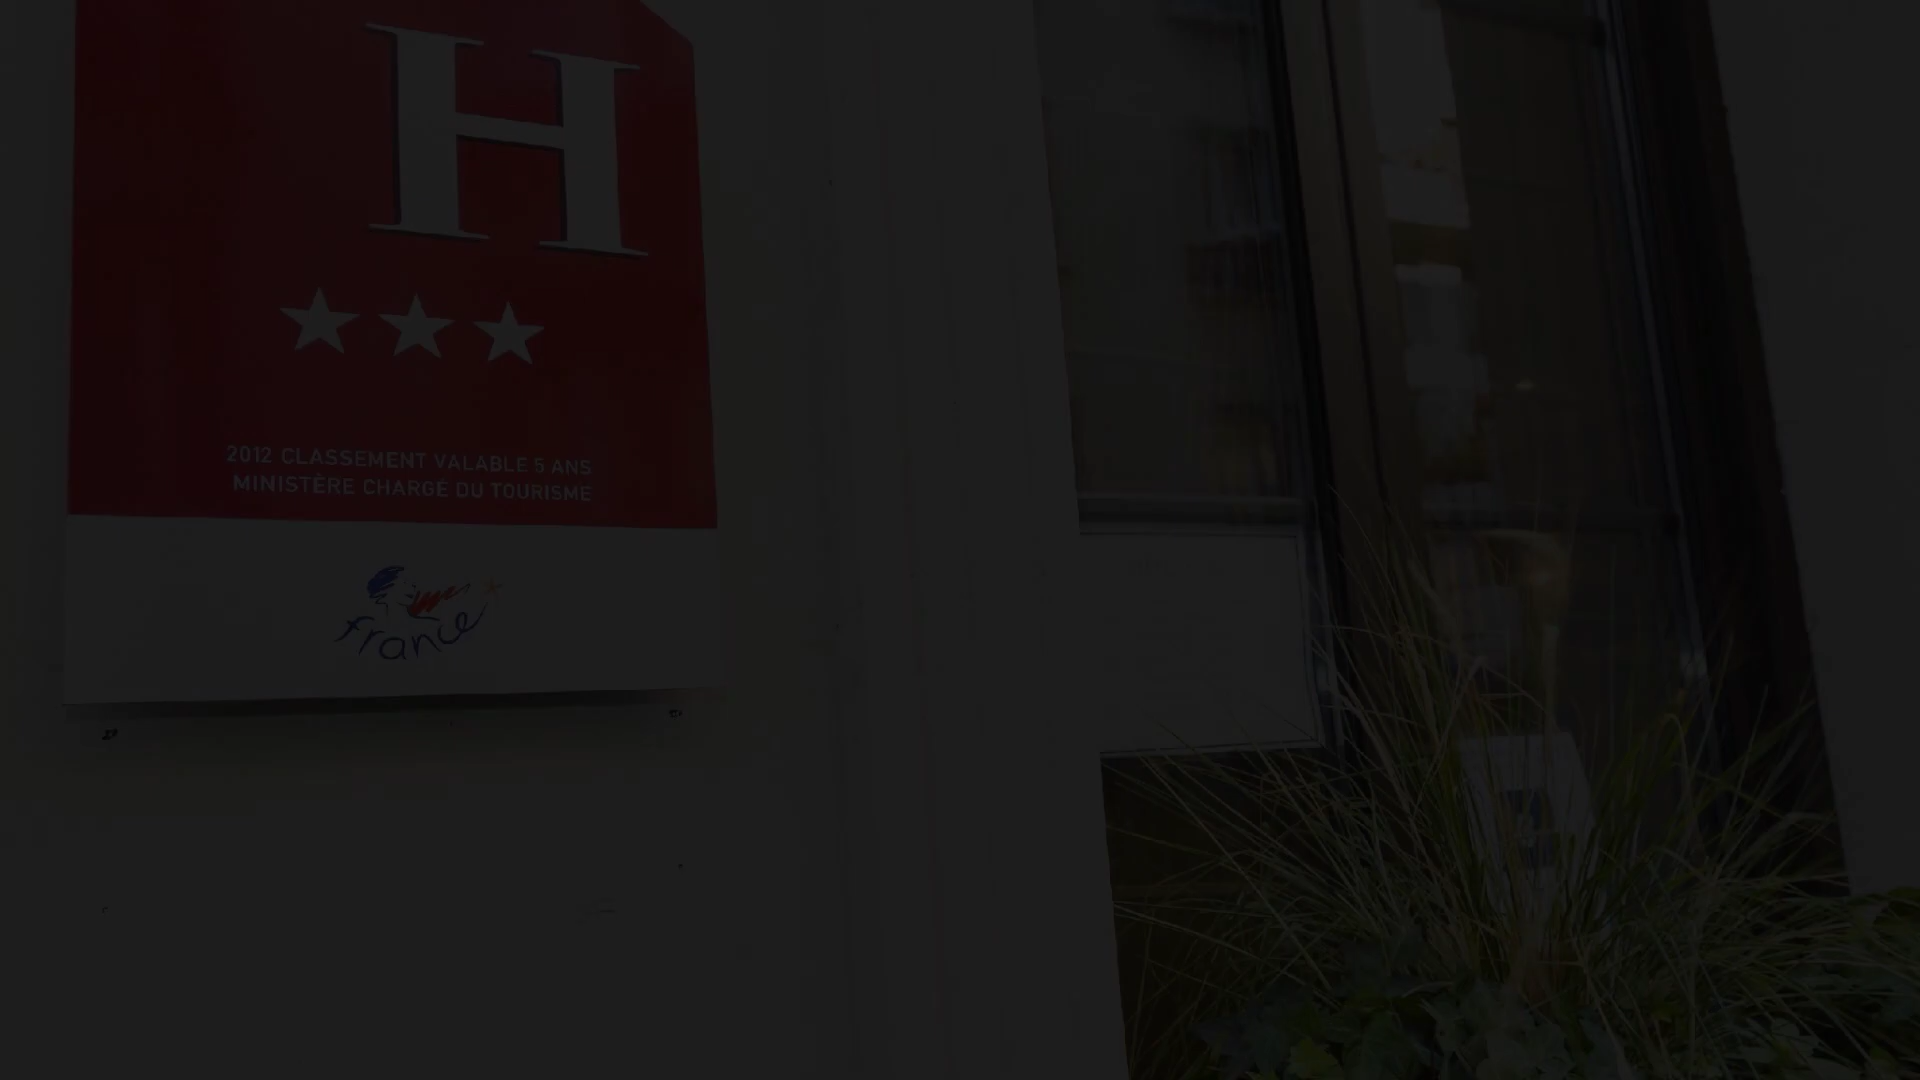 H
2012 CLASSEMENT VALABLE 5 ANS
MINISTÈRE CHARGÉ DU TOURISME
france